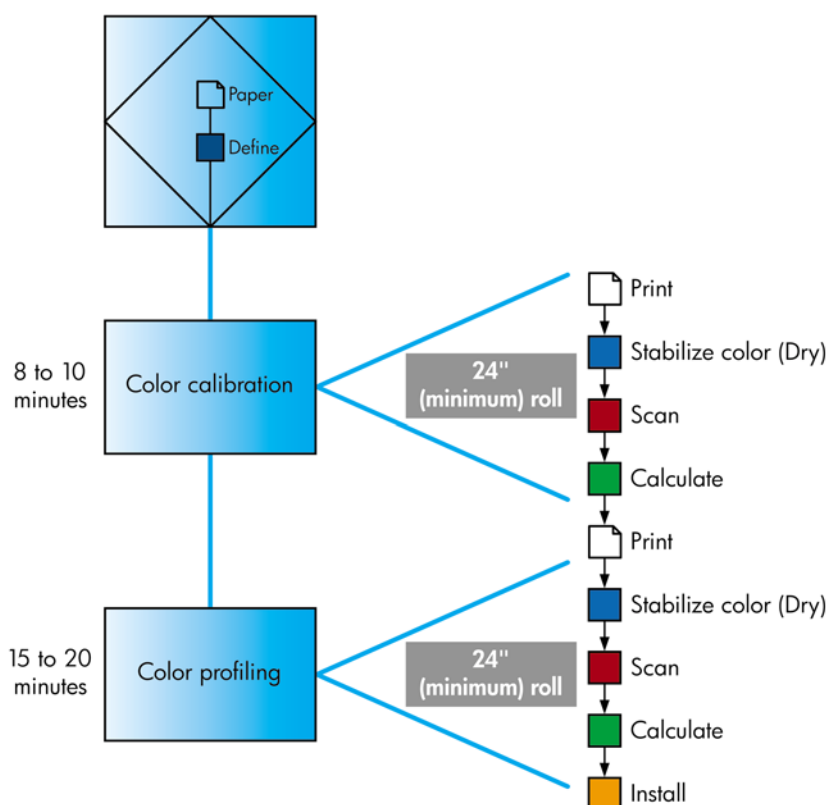 Paper
Define
8 to 10
minutes
Color calibration
24"
(minimum) roll
Print
Stabilize color (Dry)
Scan
Calculate
Print
Stabilize color (Dry)
Scan
Calculate
Install
15 to 20
minutes
Color profiling
24"
(minimum) roll